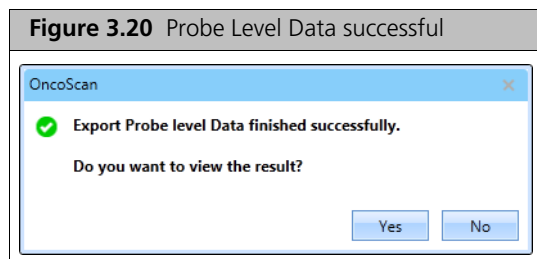 Figure 3.20 Probe Level Data successful
OncoScan
Export Probe level Data finished successfully.
Do you want to view the result?
Yes No